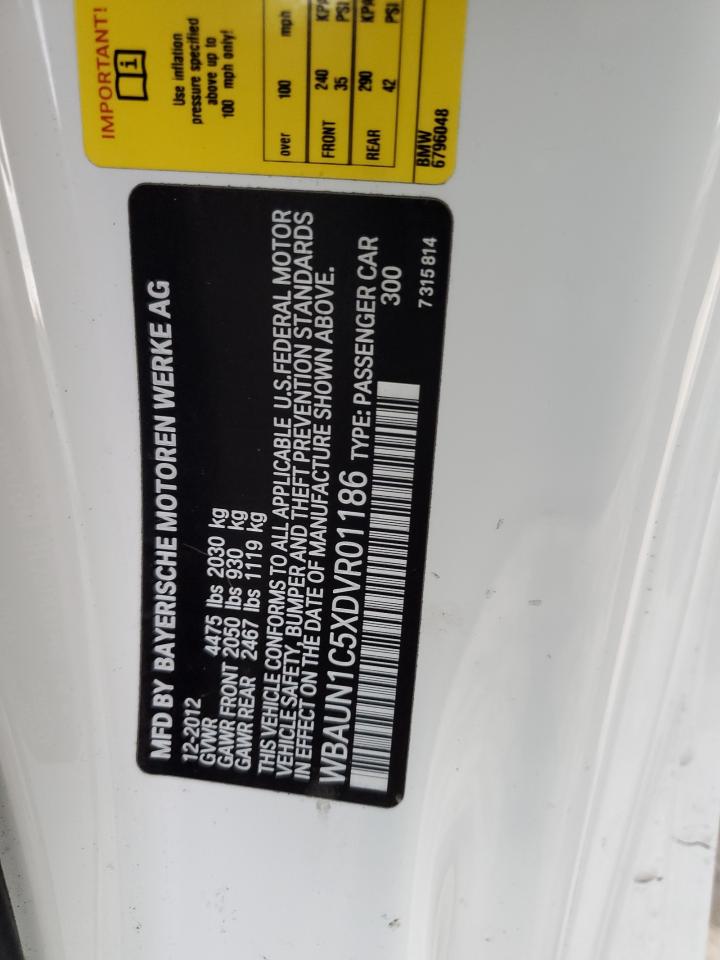 IMPORTANT!
Use inflation
pressure specified
above up to
100 mph only!
over 100 mph
FRONT 240 KPA
35 PSI
REAR 290 KPA
42 PSI
BMW
6796048
MFD BY BAYERISCHE MOTOREN WERKE AG
12-2012
GVWR 4475 lbs 2030 kg
GAWR FRONT 2050 lbs 930 kg
GAWR REAR 2467 lbs 1119 kg
THIS VEHICLE CONFORMS TO ALL APPLICABLE U.S.FEDERAL MOTOR
VEHICLE SAFETY, BUMPER AND THEFT PREVENTION STANDARDS
IN EFFECT ON THE DATE OF MANUFACTURE SHOWN ABOVE.
WBAUN1C5XDVR01186 TYPE: PASSENGER CAR
300
7 315 814